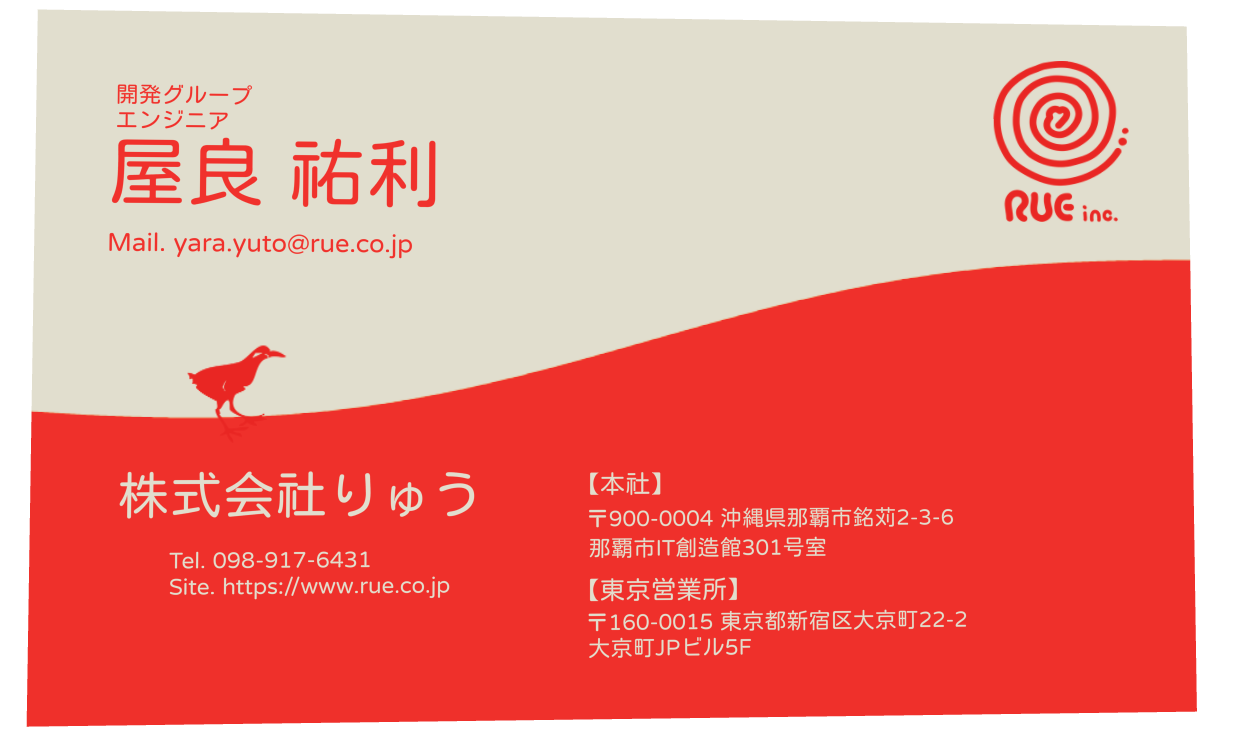 開発グループ
エンジニア
屋良 祐利
Mail. yara.yuto@rue.co.jp
RUE inc.
株式会社りゅう
Tel. 098-917-6431
Site. https://www.rue.co.jp
【本社】
〒900-0004 沖縄県那覇市銘苅2-3-6
那覇市IT創造館301号室
【東京営業所】
〒160-0015 東京都新宿区大京町22-2
大京町JPビル5F